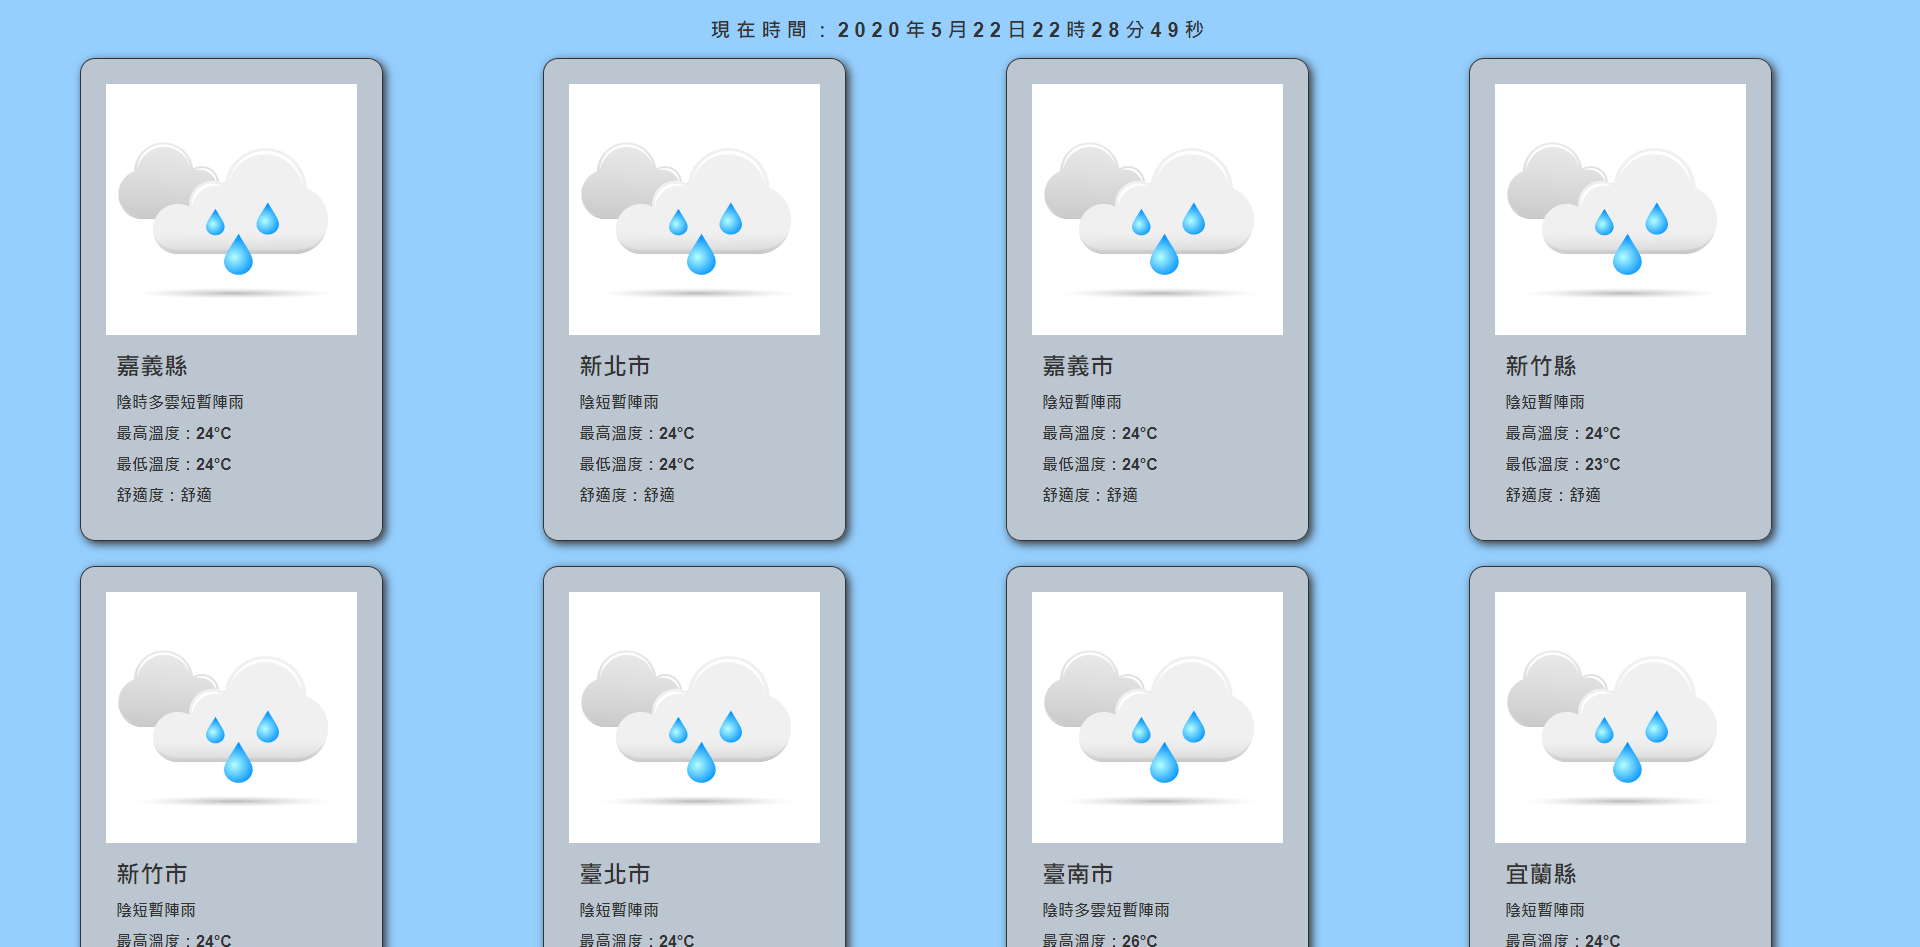 現在時間：2020年5月22日22時28分49秒
嘉義縣
陰時多雲短暫陣雨
最高溫度：24°C
最低溫度：24°C
舒適度：舒適
新北市
陰短暫陣雨
最高溫度：24°C
最低溫度：24°C
舒適度：舒適
嘉義市
陰短暫陣雨
最高溫度：24°C
最低溫度：24°C
舒適度：舒適
新竹縣
陰短暫陣雨
最高溫度：24°C
最低溫度：23°C
舒適度：舒適
新竹市
陰短暫陣雨
最高溫度：24°C
臺北市
陰短暫陣雨
最高溫度：24°C
臺南市
陰時多雲短暫陣雨
最高溫度：26°C
宜蘭縣
陰短暫陣雨
最高溫度：24°C